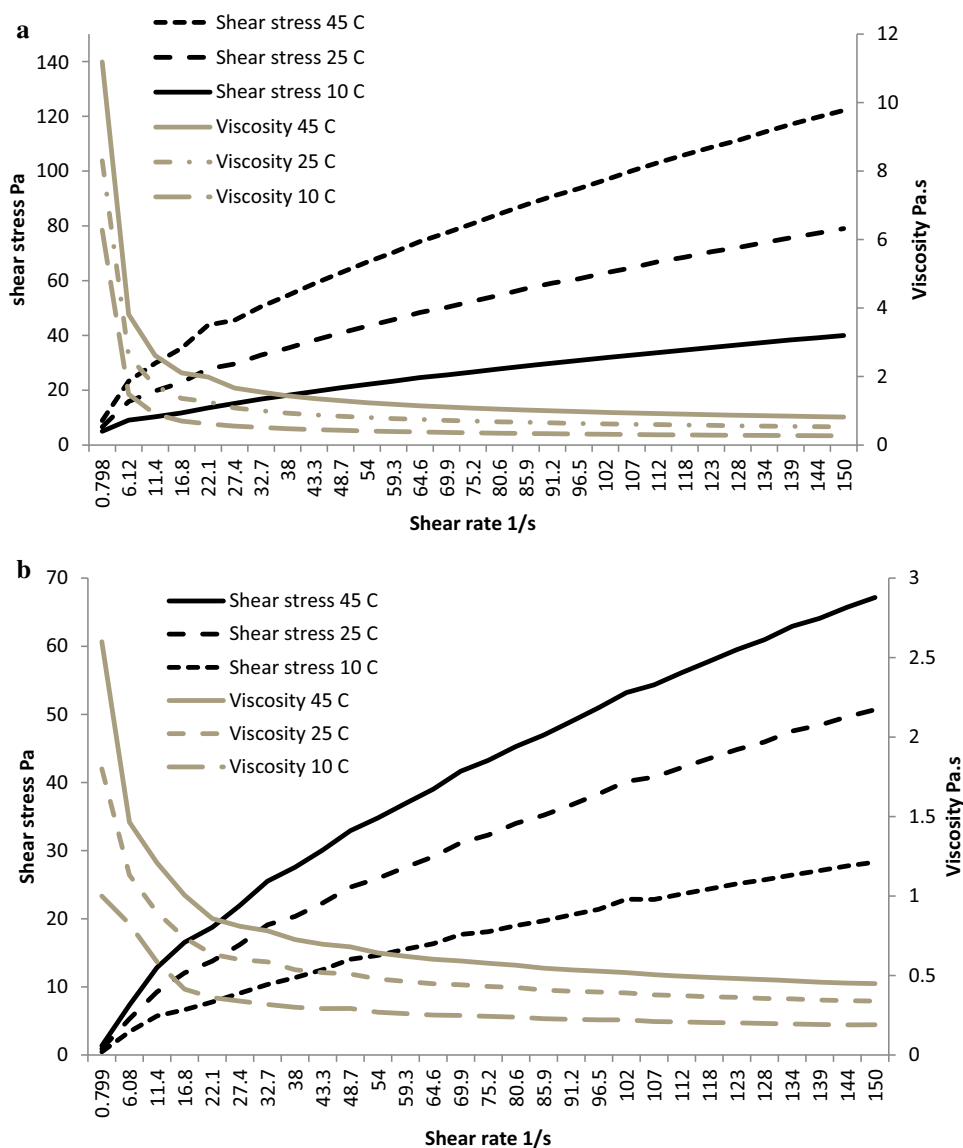 a
Shear stress 45 C
Shear stress 25 C
Shear stress 10 C
Viscosity 45 C
Viscosity 25 C
Viscosity 10 C
shear stress Pa
140
120
100
80
60
40
20
0
12
10
8
6
4
2
0
Viscosity Pa.s
0.798 6.12 11.4 16.8 22.1 27.4 32.7 38 43.3 48.7 54 59.3 64.6 69.9 75.2 80.6 85.9 91.2 96.5 102 107 112 118 123 128 134 139 144 150
Shear rate 1/s
b
Shear stress 45 C
Shear stress 25 C
Shear stress 10 C
Viscosity 45 C
Viscosity 25 C
Viscosity 10 C
Shear stress Pa
70
60
50
40
30
20
10
0
3
2.5
2
1.5
1
0.5
0
Viscosity Pa.s
0.799 6.08 11.4 16.8 22.1 27.4 32.7 38 43.3 48.7 54 59.3 64.6 69.9 75.2 80.6 85.9 91.2 96.5 102 107 112 118 123 128 134 139 144 150
Shear rate 1/s